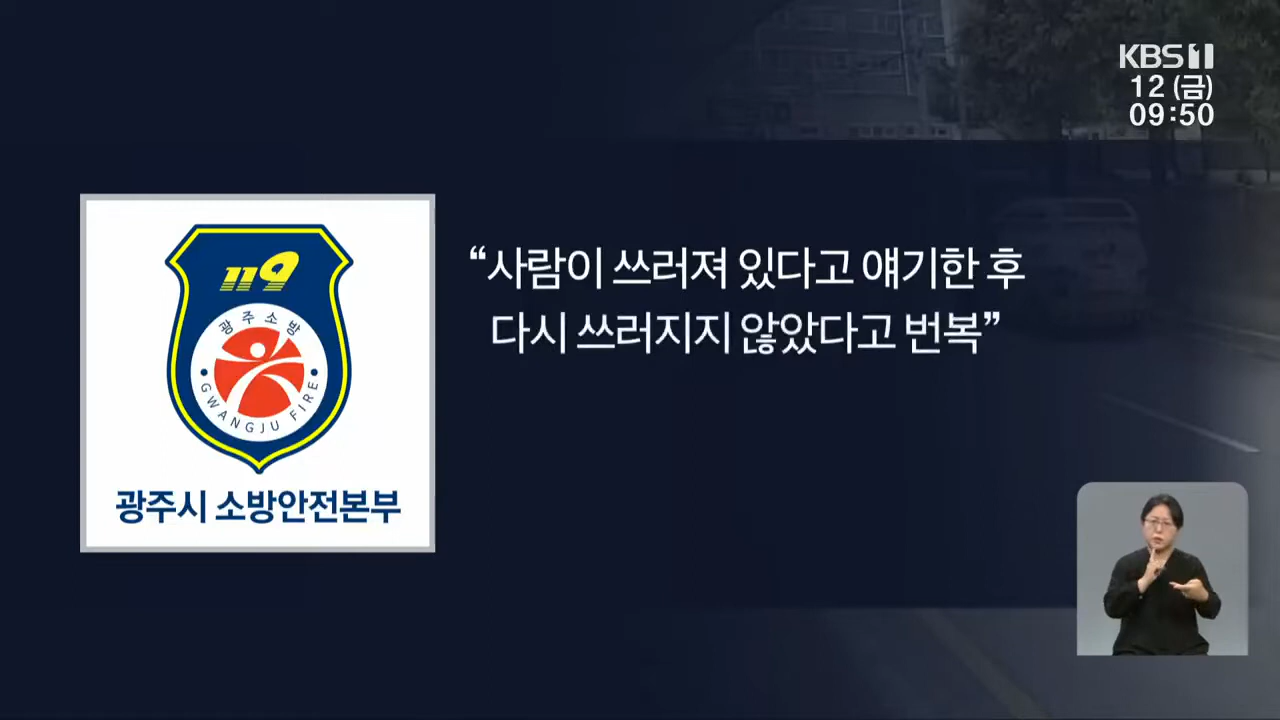 KBS1
12 (금)
09:50
119
광주소방
GWANGJU FIRE
광주시 소방안전본부
“사람이 쓰러져 있다고 얘기한 후
다시 쓰러지지 않았다고 번복”